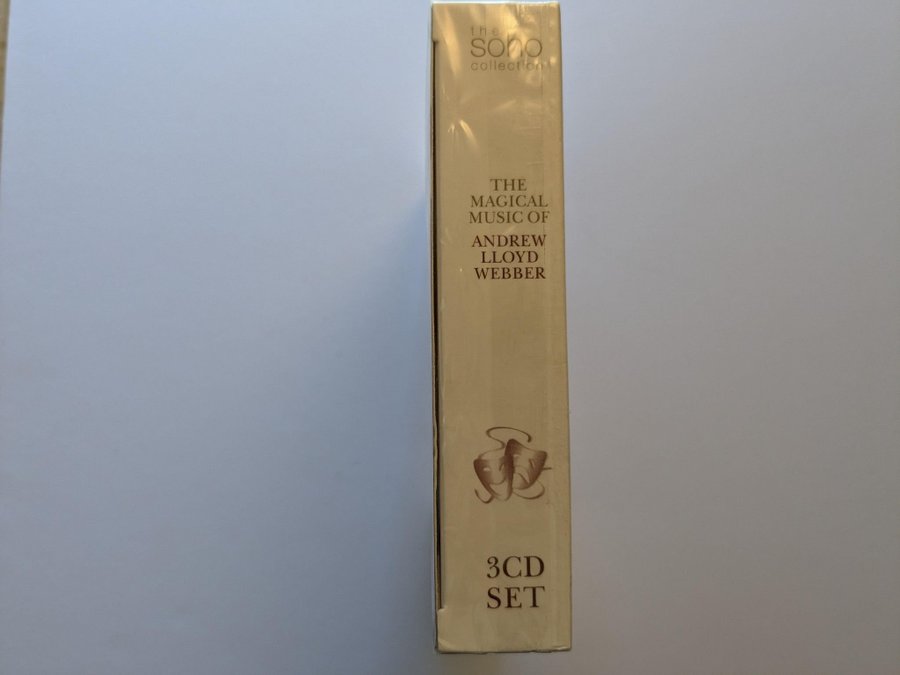 the
soho
collection
THE
MAGICAL
MUSIC OF
ANDREW
LLOYD
WEBBER
3CD
SET